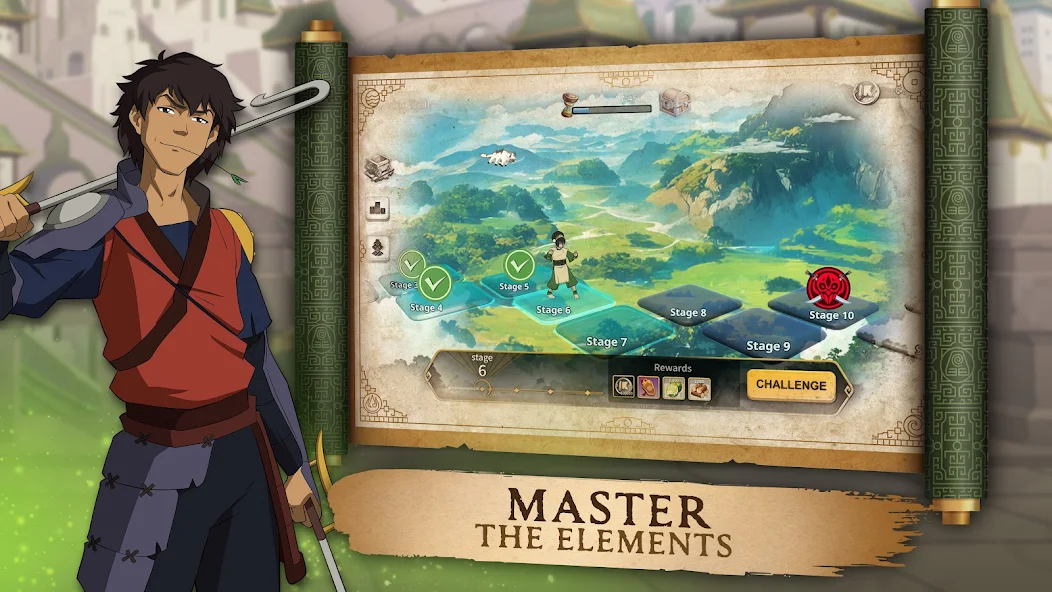 Stage 3
Stage 4
Stage 5
Stage 6
Stage 7
Stage 8
Stage 9
Stage 10
stage
6
Rewards
CHALLENGE
MASTER
THE ELEMENTS